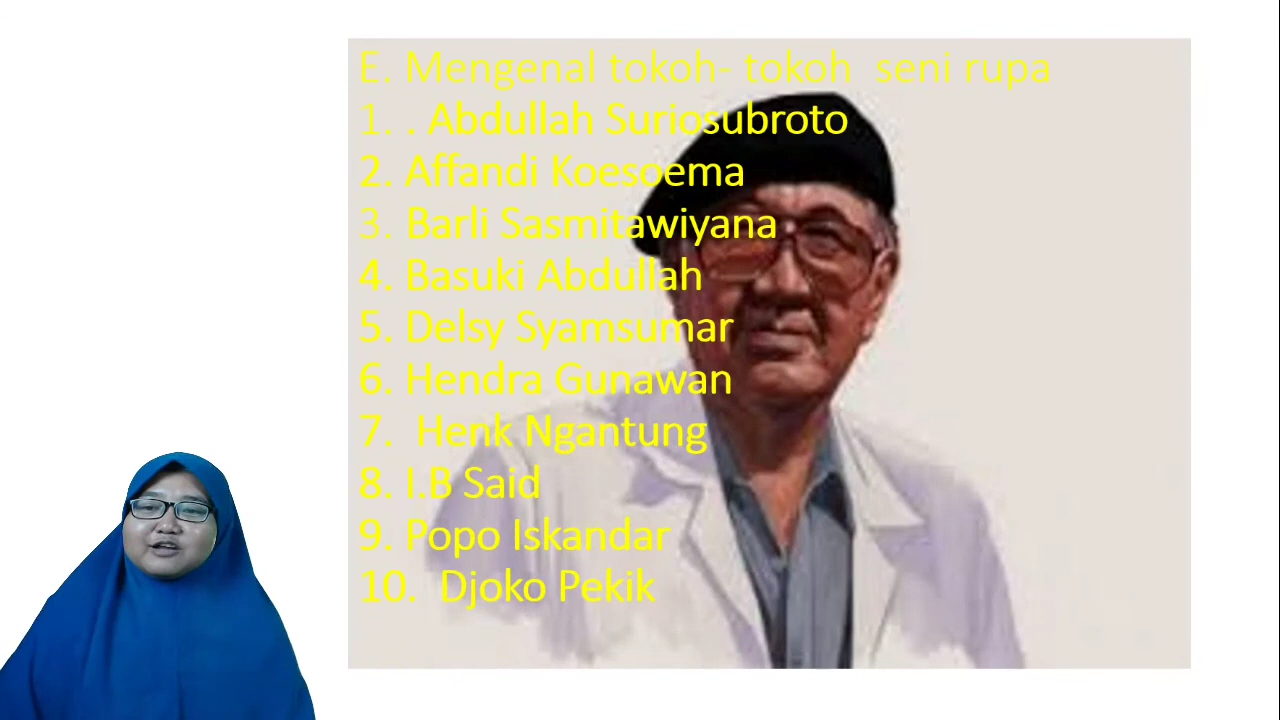 E. Mengenal tokoh- tokoh seni rupa
1. . Abdullah Suriosubroto
2. Affandi Koesoema
3. Barli Sasmitawiyana
4. Basuki Abdullah
5. Delsy Syamsumar
6. Hendra Gunawan
7. Henk Ngantung
8. I.B Said
9. Popo Iskandar
10. Djoko Pekik